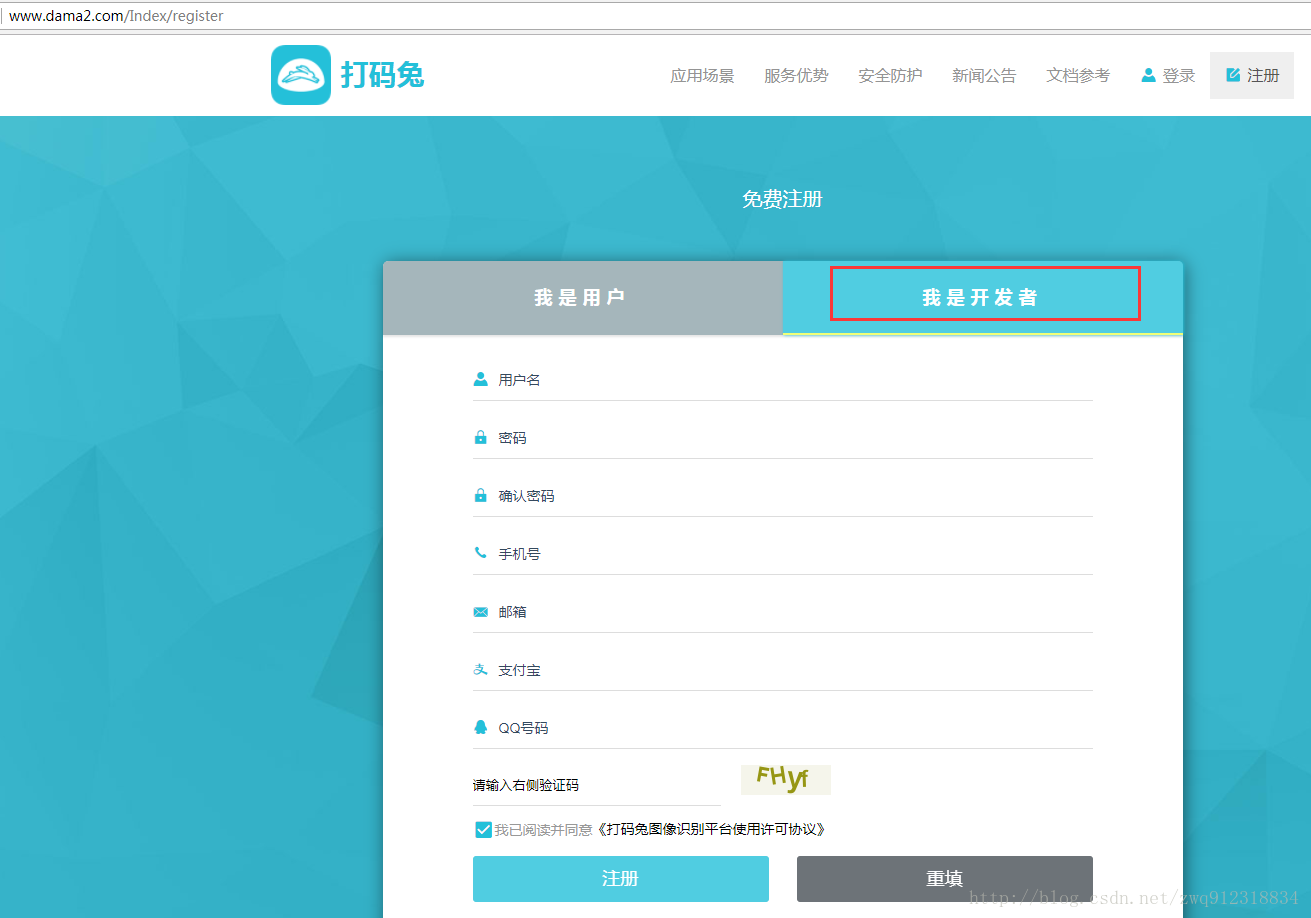 www.dama2.com/Index/register
打码兔
应用场景 服务优势 安全防护 新闻公告 文档参考 登录 注册
免费注册
我是用户 我是开发者
用户名
密码
确认密码
手机号
邮箱
支付宝
QQ号码
请输入右侧验证码 FHyf
我已阅读并同意《打码兔图像识别平台使用许可协议》
注册 重填
http://blog.csdn.net/zwq912318834